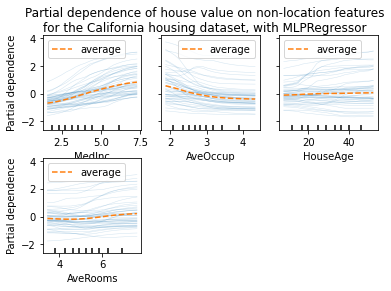 Partial dependence of house value on non-location features
for the California housing dataset, with MLPRegressor
Partial dependence
4
2
0
−2
average
2.5
5.0
7.5
MedInc
average
2
3
4
AveOccup
average
20
40
HouseAge
Partial dependence
4
2
0
−2
average
4
6
AveRooms